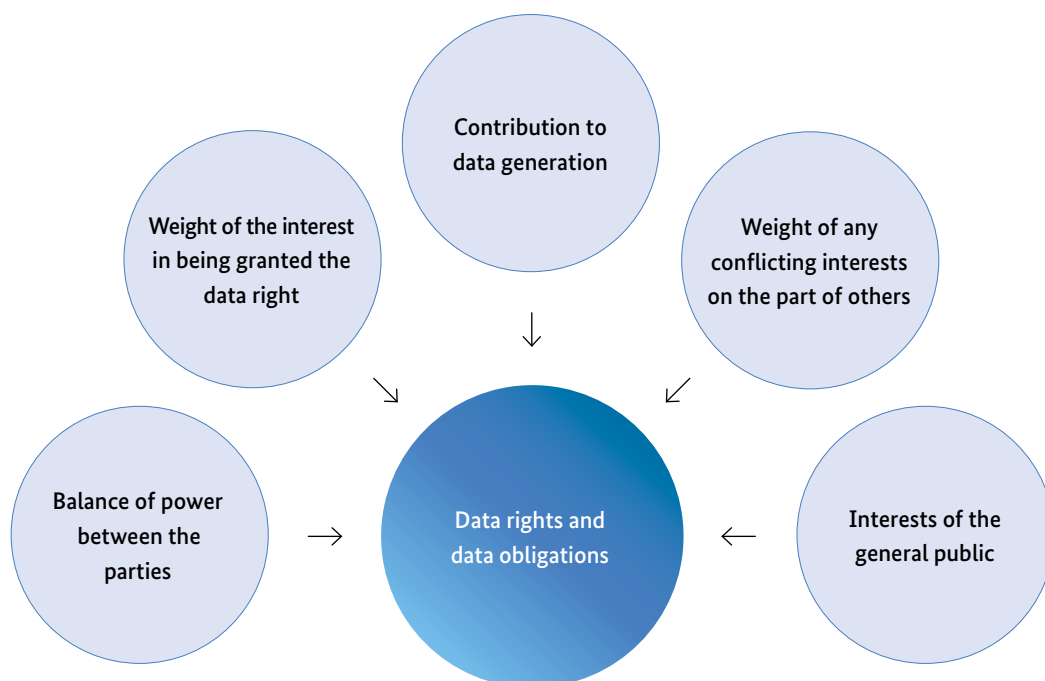 Contribution to
data generation
Weight of the interest
in being granted the
data right
Weight of any
conflicting interests
on the part of others
Balance of power
between the
parties
Data rights and
data obligations
Interests of the
general public